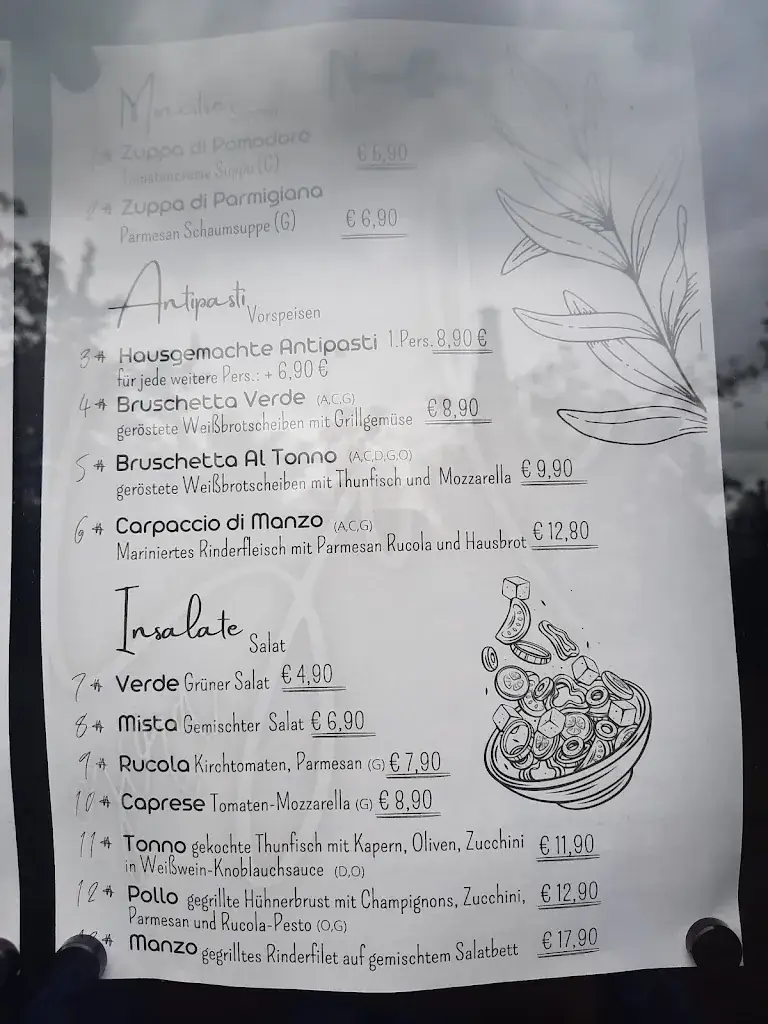 Zuppa di Pomodoro € 5,90
Suppe (G)
Zuppa di Parmigiana
Parmesan Schaumsuppe (G) € 6,90
Antipasti Vorspeisen
3# Hausgemachte Antipasti 1.Pers. 8,90 €
für jede weitere Pers.: + 6,90 €
4# Bruschetta Verde (A,C,G) € 8,90
geröstete Weißbrotscheiben mit Grillgemüse
5# Bruschetta Al Tonno (A,C,D,G,O)
geröstete Weißbrotscheiben mit Thunfisch und Mozzarella € 9,90
6# Carpaccio di Manzo (A,C,G) € 12,80
Mariniertes Rinderfleisch mit Parmesan Rucola und Hausbrot
Insalate Salat
7# Verde Grüner Salat € 4,90
8# Mista Gemischter Salat € 6,90
9# Rucola Kirchtomaten, Parmesan (G) € 7,90
10# Caprese Tomaten-Mozzarella (G) € 8,90
11# Tonno gekochte Thunfisch mit Kapern, Oliven, Zucchini € 11,90
in Weißwein-Knoblauchsauce (D,O)
12# Pollo gegrillte Hühnerbrust mit Champignons, Zucchini, € 12,90
Parmesan und Rucola-Pesto (O,G)
# Manzo gegrilltes Rinderfilet auf gemischtem Salatbett € 17,90